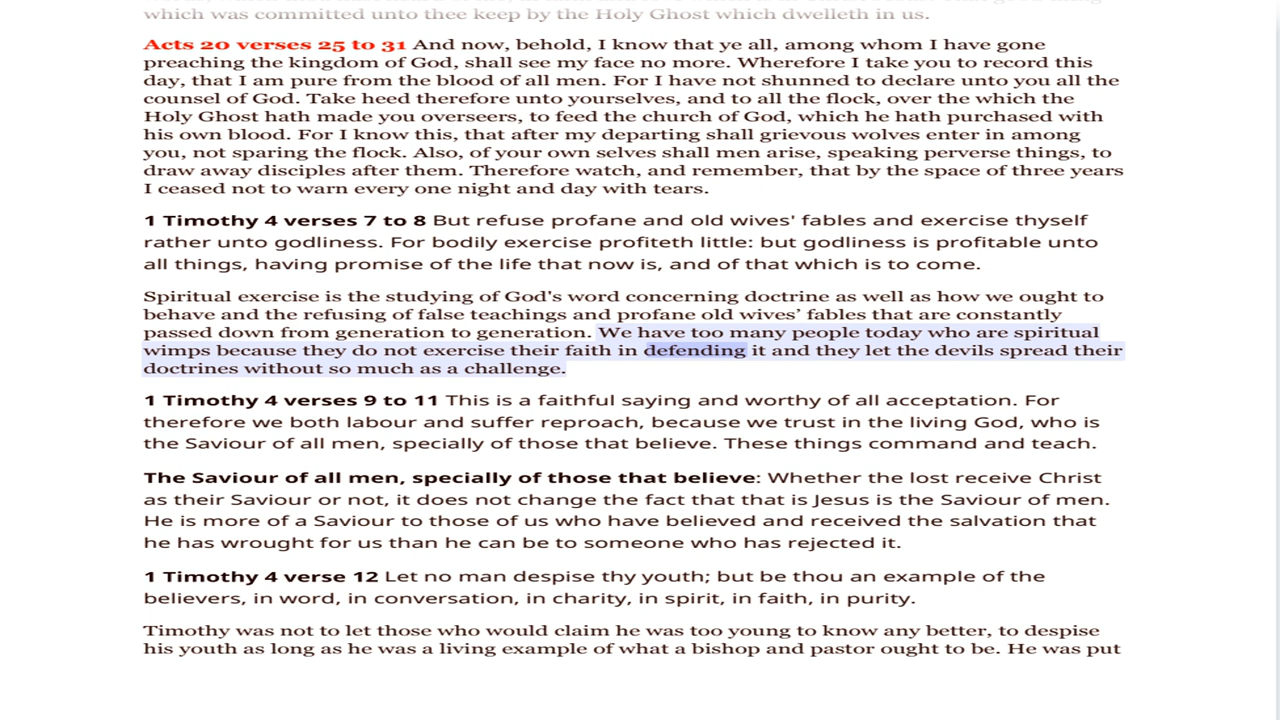 which was committed unto thee keep by the Holy Ghost which dwelleth in us.
Acts 20 verses 25 to 31 And now, behold, I know that ye all, among whom I have gone
preaching the kingdom of God, shall see my face no more. Wherefore I take you to record this
day, that I am pure from the blood of all men. For I have not shunned to declare unto you all the
counsel of God. Take heed therefore unto yourselves, and to all the flock, over the which the
Holy Ghost hath made you overseers, to feed the church of God, which he hath purchased with
his own blood. For I know this, that after my departing shall grievous wolves enter in among
you, not sparing the flock. Also, of your own selves shall men arise, speaking perverse things, to
draw away disciples after them. Therefore watch, and remember, that by the space of three years
I ceased not to warn every one night and day with tears.
1 Timothy 4 verses 7 to 8 But refuse profane and old wives' fables and exercise thyself
rather unto godliness. For bodily exercise profiteth little: but godliness is profitable unto
all things, having promise of the life that now is, and of that which is to come.
Spiritual exercise is the studying of God's word concerning doctrine as well as how we ought to
behave and the refusing of false teachings and profane old wives’ fables that are constantly
passed down from generation to generation. We have too many people today who are spiritual
wimps because they do not exercise their faith in defending it and they let the devils spread their
doctrines without so much as a challenge.
1 Timothy 4 verses 9 to 11 This is a faithful saying and worthy of all acceptation. For
therefore we both labour and suffer reproach, because we trust in the living God, who is
the Saviour of all men, specially of those that believe. These things command and teach.
The Saviour of all men, specially of those that believe: Whether the lost receive Christ
as their Saviour or not, it does not change the fact that that is Jesus is the Saviour of men.
He is more of a Saviour to those of us who have believed and received the salvation that
he has wrought for us than he can be to someone who has rejected it.
1 Timothy 4 verse 12 Let no man despise thy youth; but be thou an example of the
believers, in word, in conversation, in charity, in spirit, in faith, in purity.
Timothy was not to let those who would claim he was too young to know any better, to despise
his youth as long as he was a living example of what a bishop and pastor ought to be. He was put